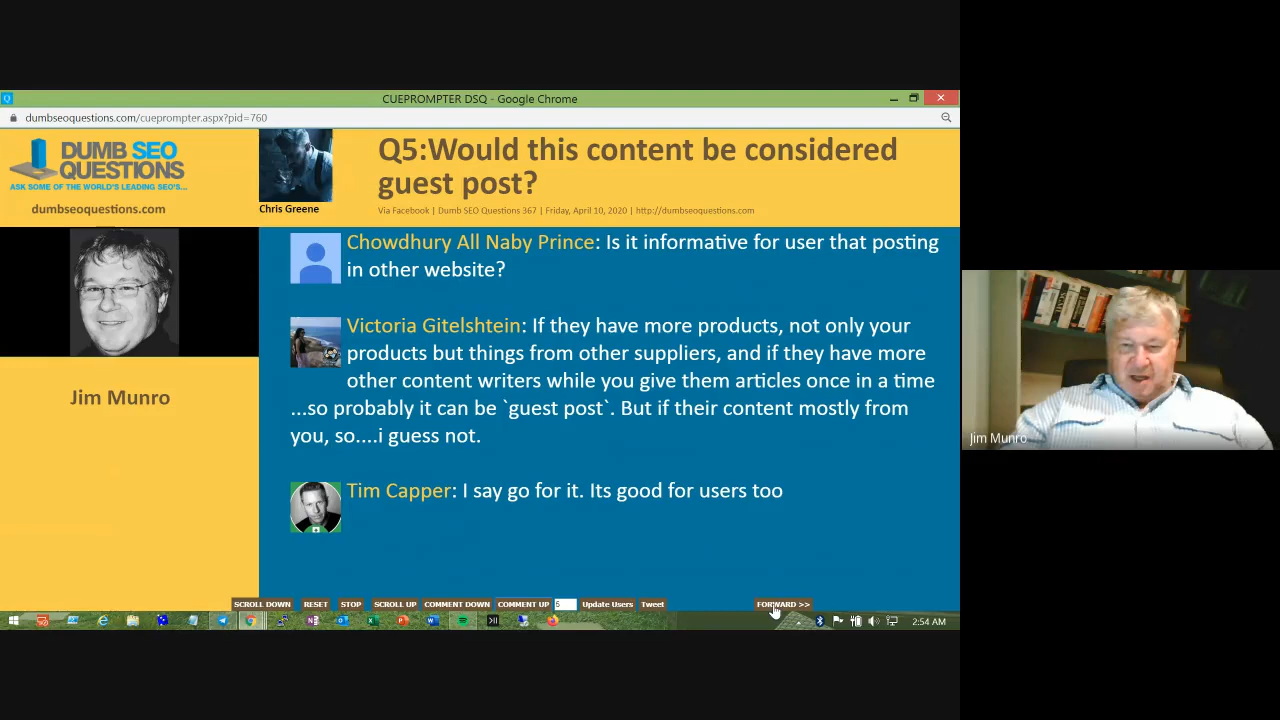 CUEPROMPTER DSQ - Google Chrome
dumbseoquestions.com/cueprompter.aspx?pid=760
DUMB SEO
QUESTIONS
ASK SOME OF THE WORLD'S LEADING SEO'S...
dumbseoquestions.com
Chris Greene
Q5:Would this content be considered
guest post?
Via Facebook | Dumb SEO Questions 367 | Friday, April 10, 2020 | http://dumbseoquestions.com
Jim Munro
Chowdhury All Naby Prince: Is it informative for user that posting
in other website?
Victoria Gitelshtein: If they have more products, not only your
products but things from other suppliers, and if they have more
other content writers while you give them articles once in a time
...so probably it can be `guest post`. But if their content mostly from
you, so....i guess not.
Tim Capper: I say go for it. Its good for users too
Jim Munro
SCROLL DOWN RESET STOP SCROLL UP COMMENT DOWN COMMENT UP 5 Update Users Tweet FORWARD >>
2:54 AM